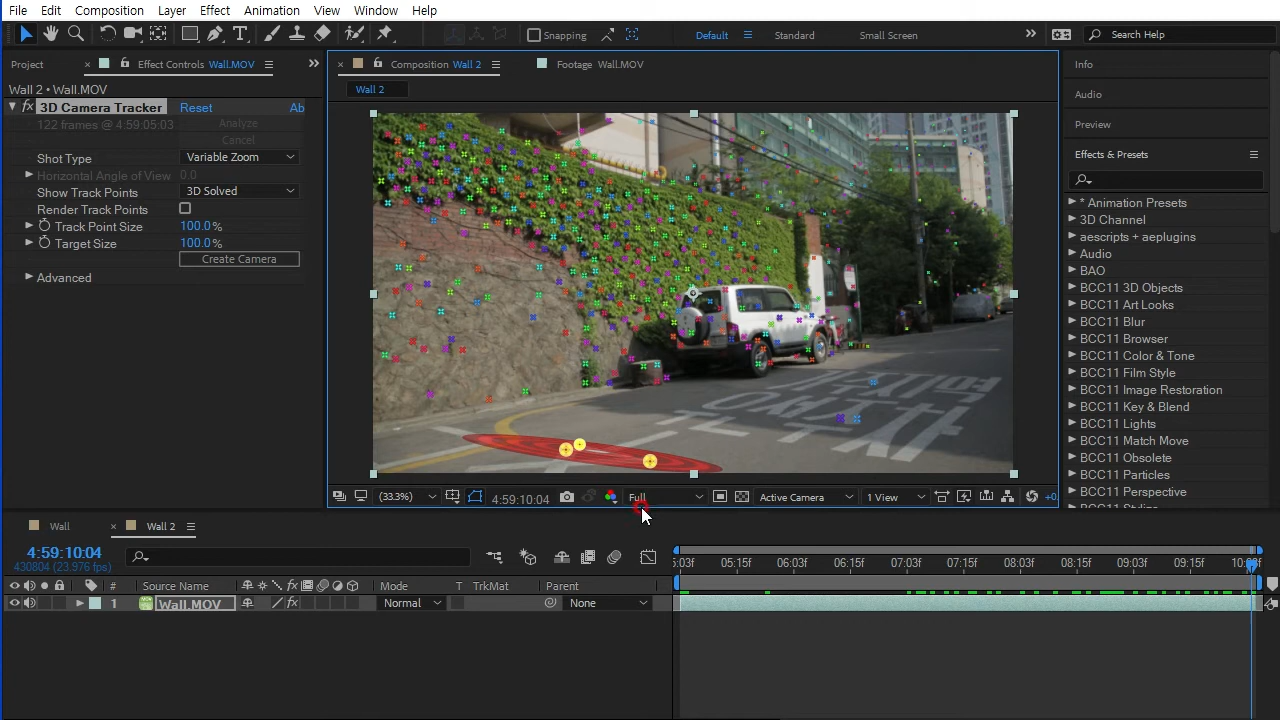 File Edit Composition Layer Effect Animation View Window Help
Snapping Default Standard Small Screen Search Help
Project Effect Controls Wall.MOV Composition Wall 2 Footage Wall.MOV Info
Wall 2 • Wall.MOV Wall 2 Audio
3D Camera Tracker Reset Ab
122 frames @ 4:59:05:03 Analyze Preview
Cancel
Shot Type Variable Zoom Effects & Presets
Horizontal Angle of View 0.0
Show Track Points 3D Solved
Render Track Points * Animation Presets
Track Point Size 100.0% 3D Channel
Target Size 100.0% aescripts + aeplugins
Create Camera Audio
Advanced BAO
BCC11 3D Objects
BCC11 Art Looks
BCC11 Blur
BCC11 Browser
BCC11 Color & Tone
BCC11 Film Style
BCC11 Image Restoration
BCC11 Key & Blend
BCC11 Lights
BCC11 Match Move
BCC11 Obsolete
BCC11 Particles
BCC11 Perspective
(33.3%) 4:59:10:04 Full Active Camera 1 View +0.
Wall Wall 2
4:59:10:04
430804 (23.976 fps)
5:03f 05:15f 06:03f 06:15f 07:03f 07:15f 08:03f 08:15f 09:03f 09:15f
# Source Name Mode T TrkMat Parent
1 Wall.MOV Normal None